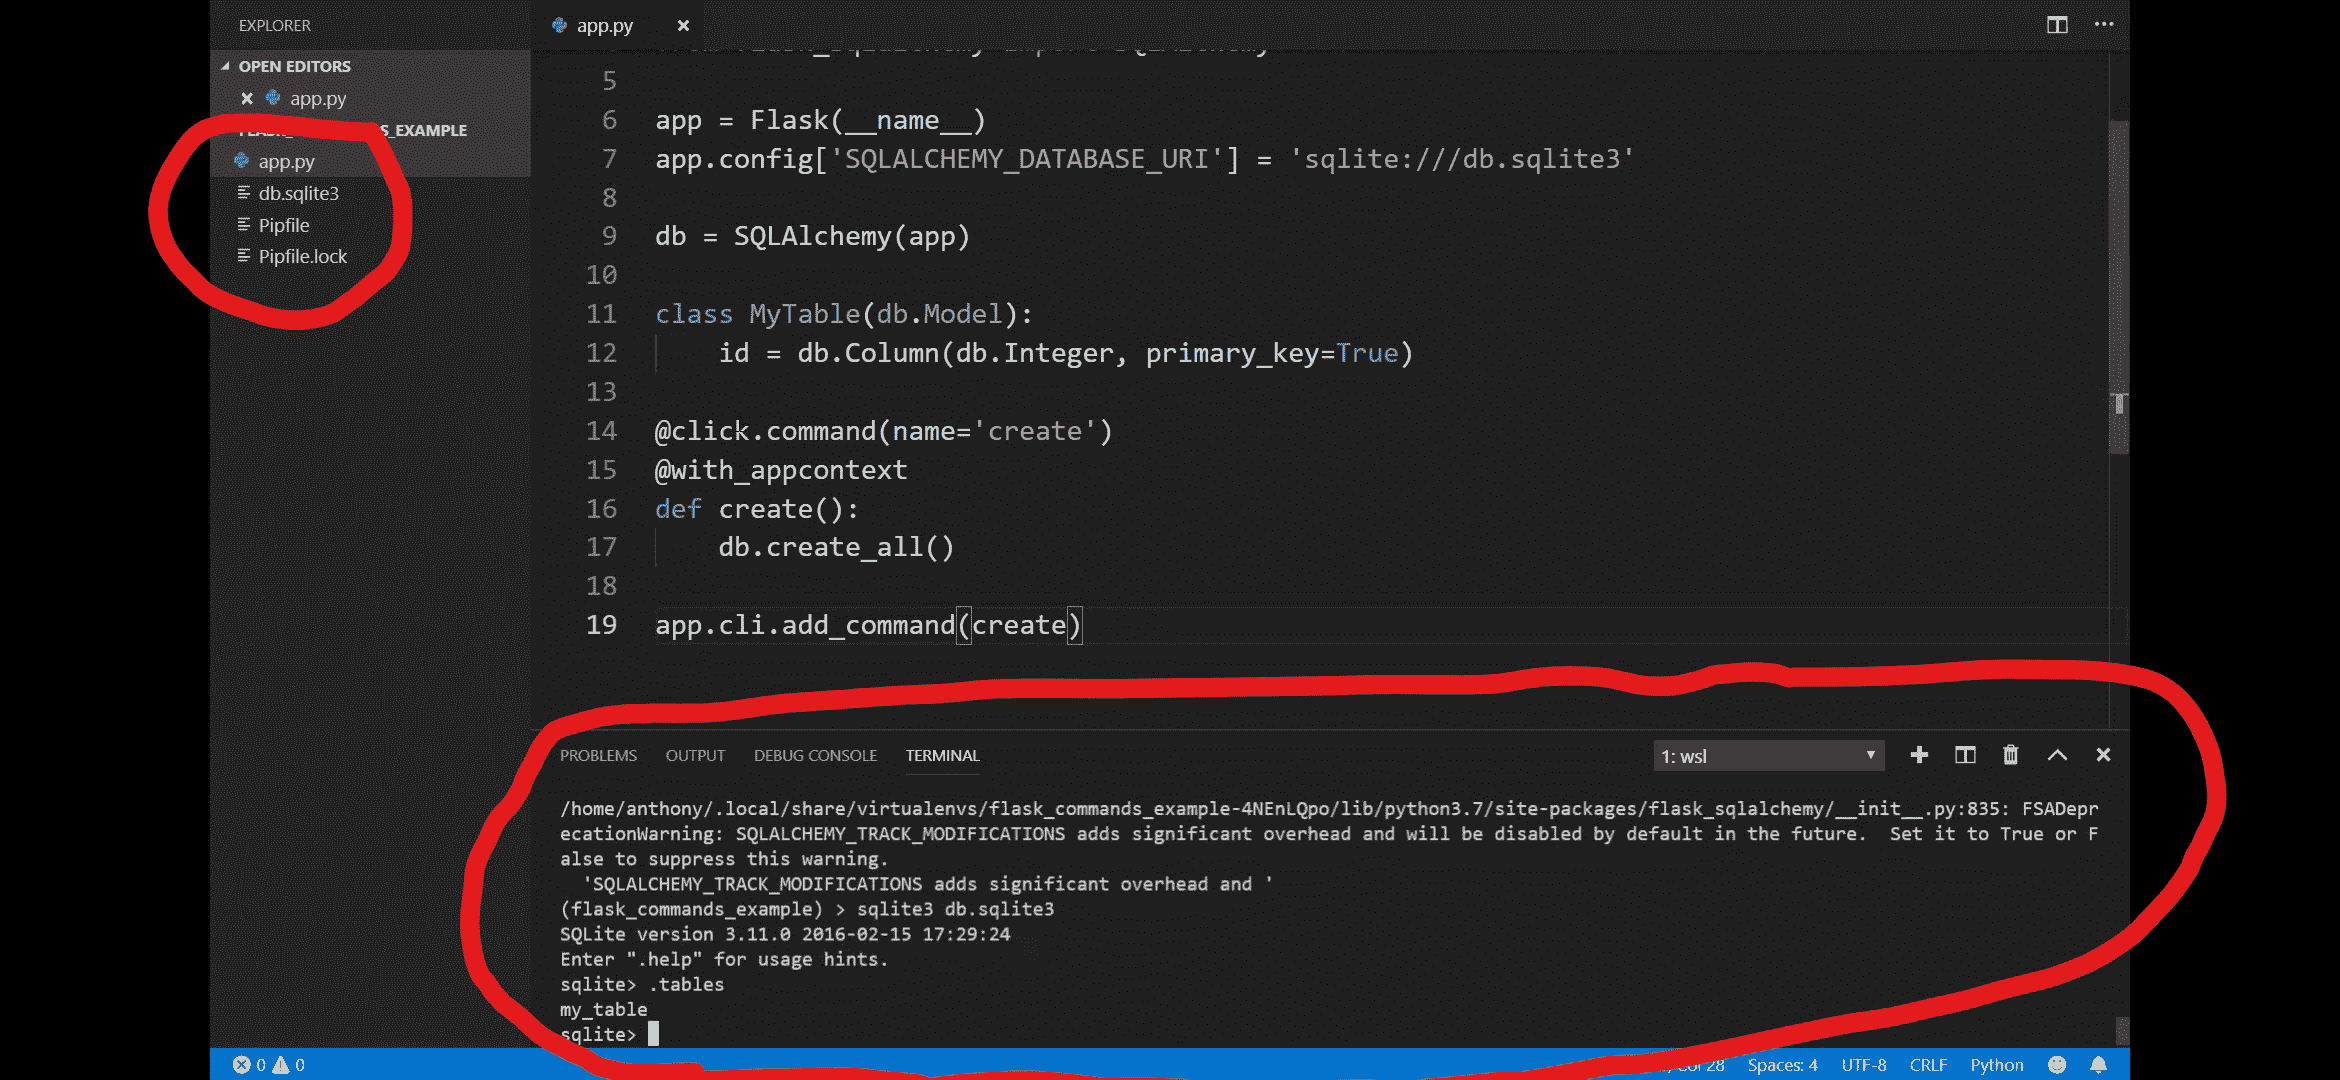 EXPLORER
OPEN EDITORS
app.py
S_EXAMPLE
app.py
db.sqlite3
Pipfile
Pipfile.lock
app.py
5
6 app = Flask(__name__)
7 app.config['SQLALCHEMY_DATABASE_URI'] = 'sqlite:///db.sqlite3'
8
9 db = SQLAlchemy(app)
10
11 class MyTable(db.Model):
12 id = db.Column(db.Integer, primary_key=True)
13
14 @click.command(name='create')
15 @with_appcontext
16 def create():
17 db.create_all()
18
19 app.cli.add_command(create)
PROBLEMS OUTPUT DEBUG CONSOLE TERMINAL 1: wsl
/home/anthony/.local/share/virtualenvs/flask_commands_example-4NEnLQpo/lib/python3.7/site-packages/flask_sqlalchemy/__init__.py:835: FSADepr
ecationWarning: SQLALCHEMY_TRACK_MODIFICATIONS adds significant overhead and will be disabled by default in the future.  Set it to True or F
alse to suppress this warning.
'SQLALCHEMY_TRACK_MODIFICATIONS adds significant overhead and '
(flask_commands_example) > sqlite3 db.sqlite3
SQLite version 3.11.0 2016-02-15 17:29:24
Enter ".help" for usage hints.
sqlite> .tables
my_table
sqlite>
0 0 Col 28 Spaces: 4 UTF-8 CRLF Python